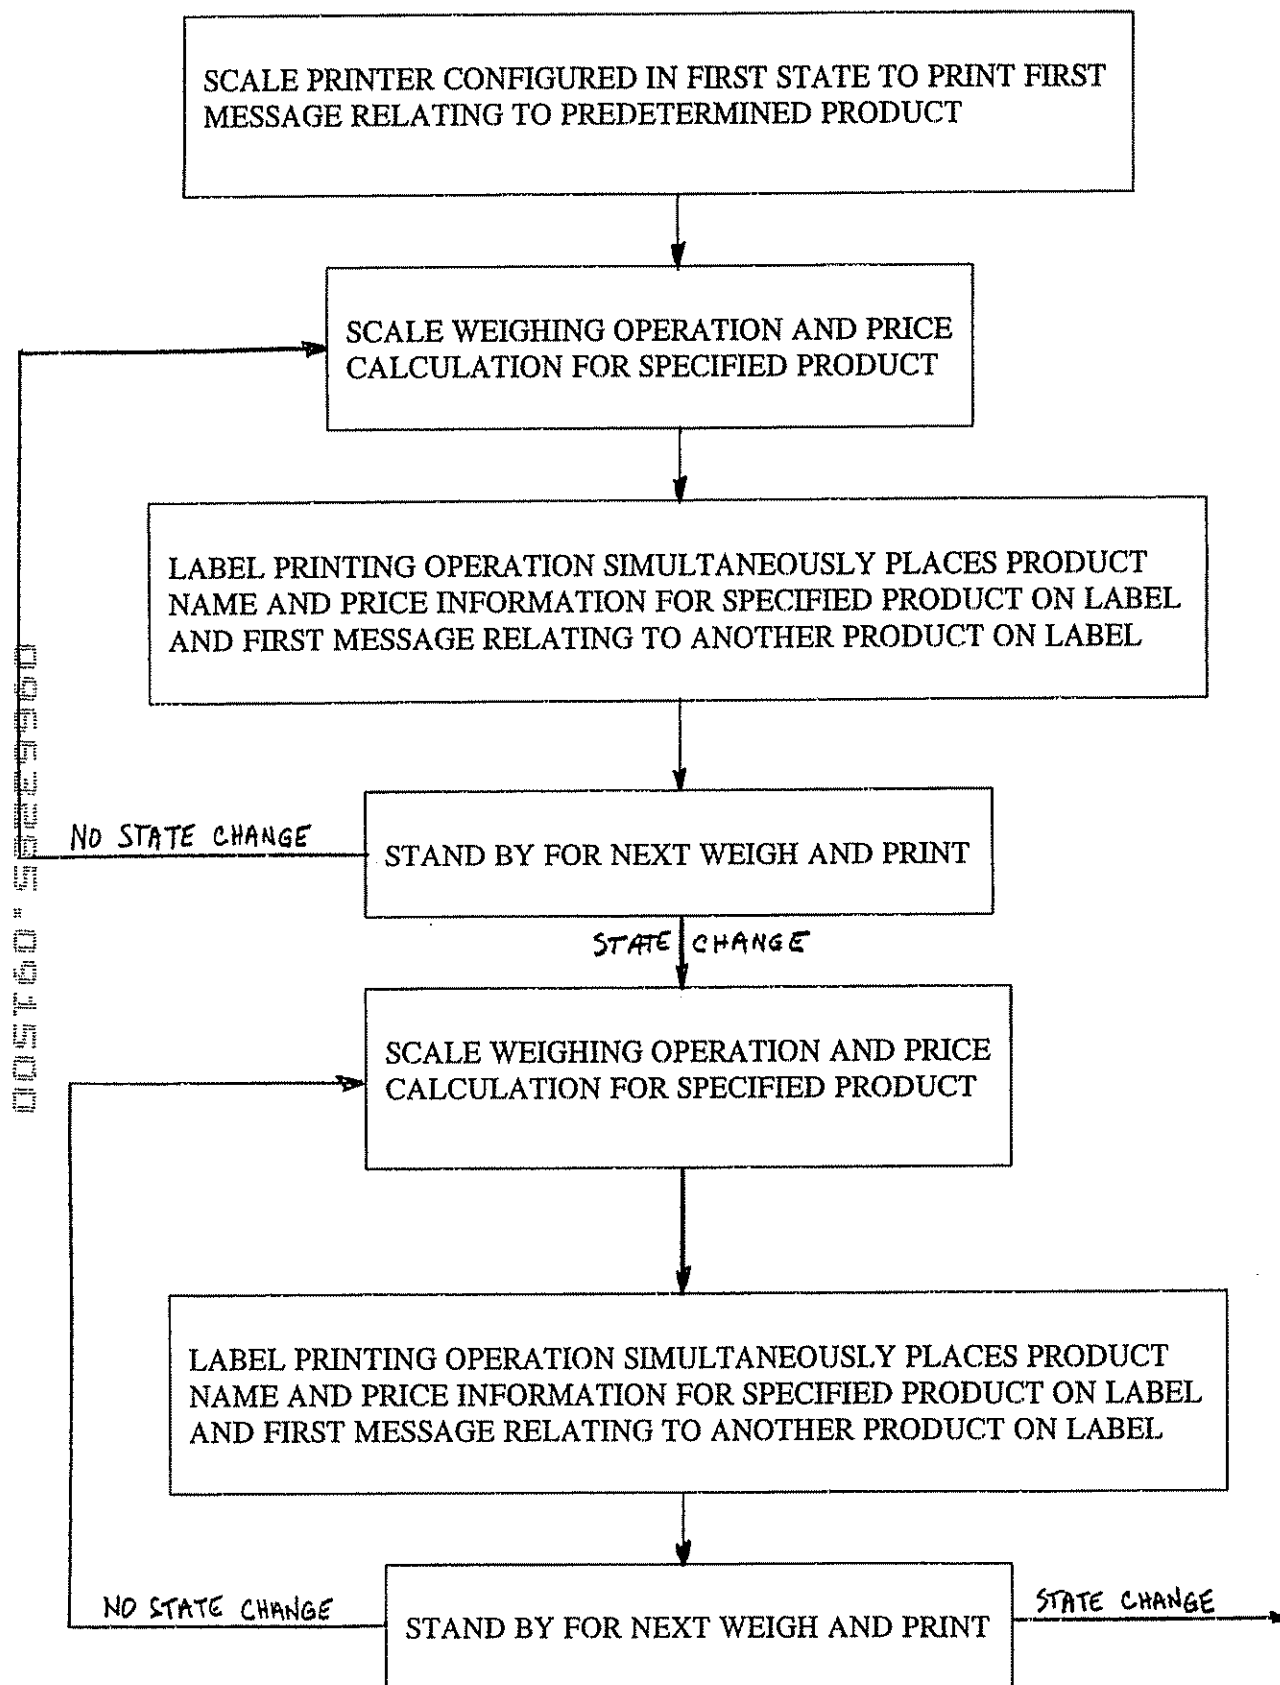 SCALE PRINTER CONFIGURED IN FIRST STATE TO PRINT FIRST
MESSAGE RELATING TO PREDETERMINED PRODUCT
SCALE WEIGHING OPERATION AND PRICE
CALCULATION FOR SPECIFIED PRODUCT
LABEL PRINTING OPERATION SIMULTANEOUSLY PLACES PRODUCT
NAME AND PRICE INFORMATION FOR SPECIFIED PRODUCT ON LABEL
AND FIRST MESSAGE RELATING TO ANOTHER PRODUCT ON LABEL
NO STATE CHANGE
STAND BY FOR NEXT WEIGH AND PRINT
STATE CHANGE
SCALE WEIGHING OPERATION AND PRICE
CALCULATION FOR SPECIFIED PRODUCT
LABEL PRINTING OPERATION SIMULTANEOUSLY PLACES PRODUCT
NAME AND PRICE INFORMATION FOR SPECIFIED PRODUCT ON LABEL
AND FIRST MESSAGE RELATING TO ANOTHER PRODUCT ON LABEL
NO STATE CHANGE
STAND BY FOR NEXT WEIGH AND PRINT
STATE CHANGE